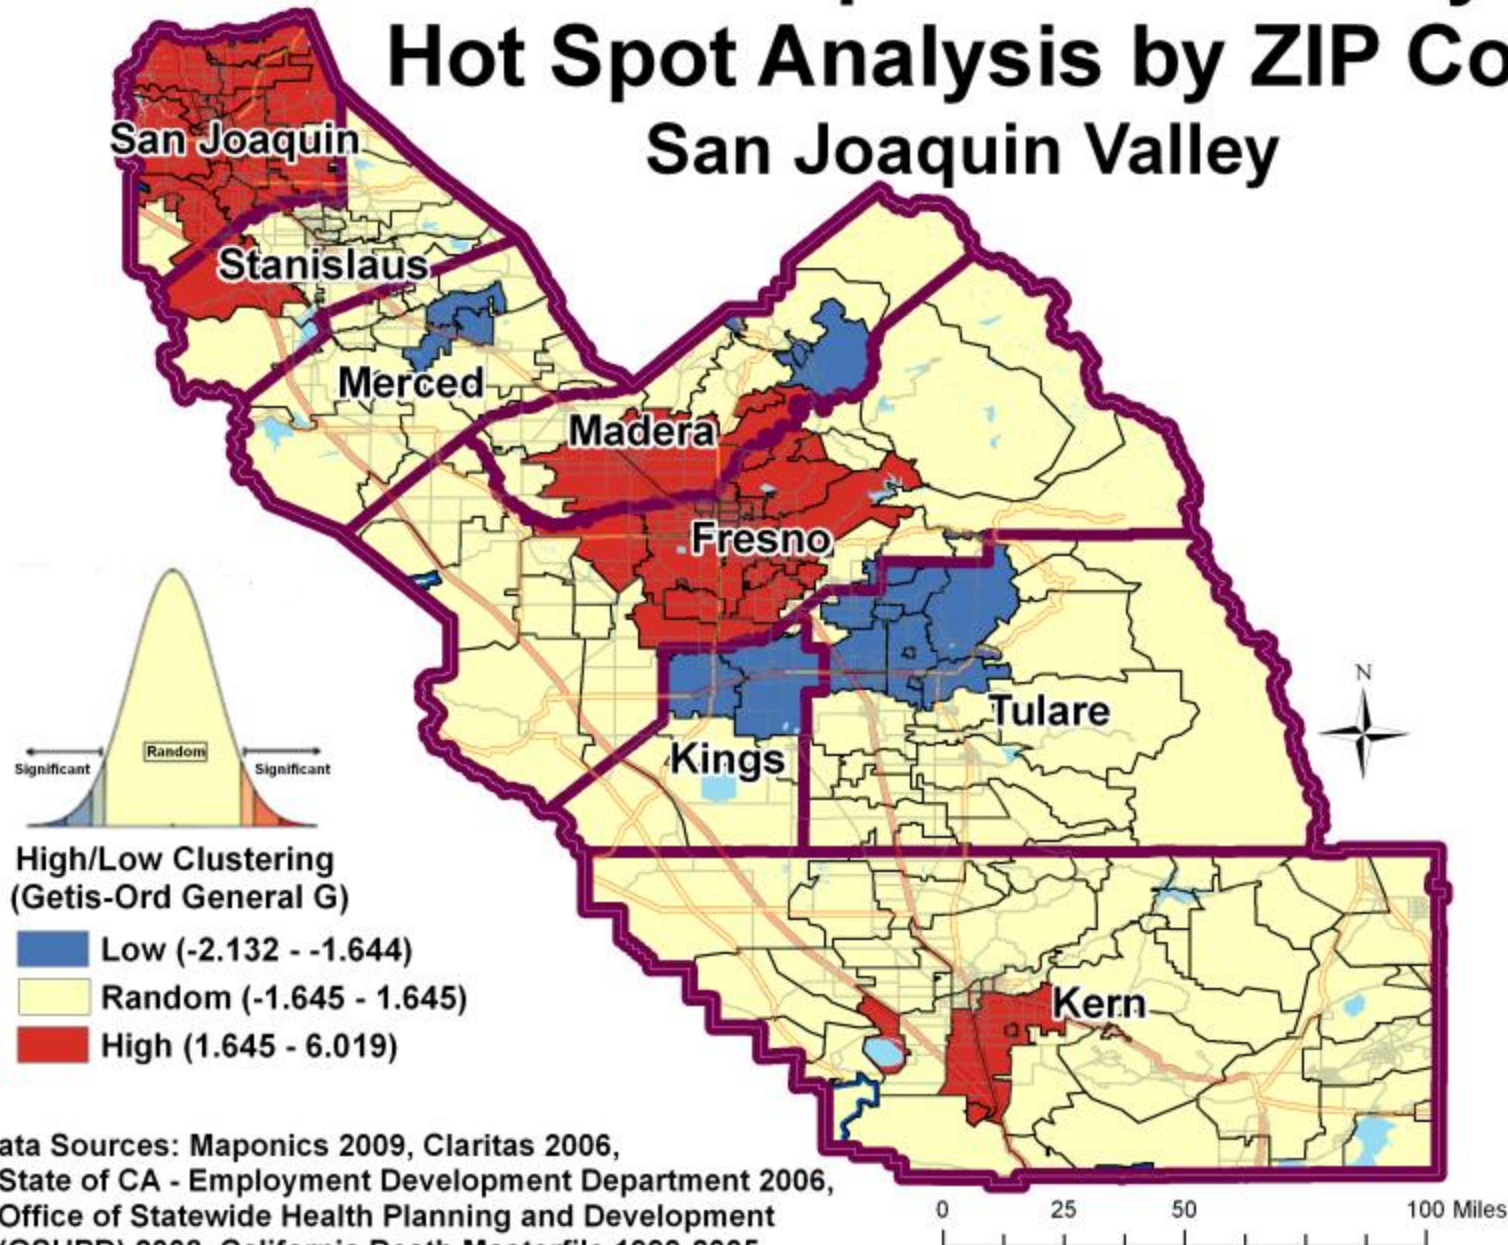 Hot Spot Analysis by ZIP Co
San Joaquin Valley
San Joaquin
Stanislaus
Merced
Madera
Fresno
Tulare
Kings
Kern
N
Random
Significant
Significant
High/Low Clustering
(Getis-Ord General G)
Low (-2.132 - -1.644)
Random (-1.645 - 1.645)
High (1.645 - 6.019)
ata Sources: Maponics 2009, Claritas 2006,
State of CA - Employment Development Department 2006,
Office of Statewide Health Planning and Development
0 25 50 100 Miles